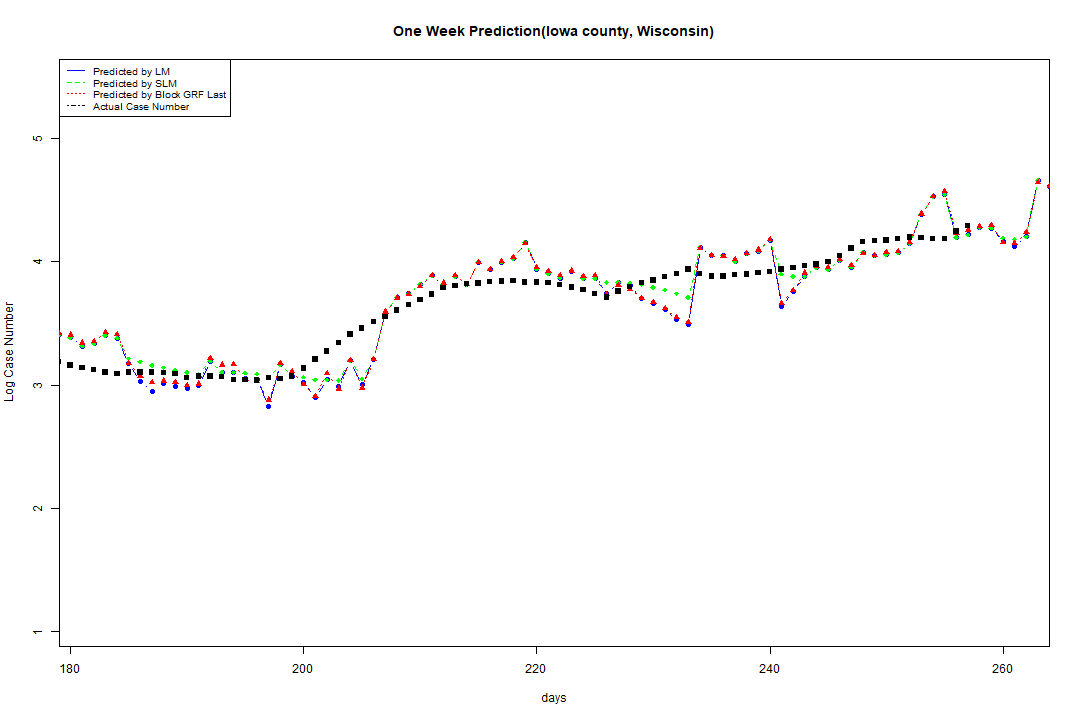 One Week Prediction(Iowa county, Wisconsin)
Predicted by LM
Predicted by SLM
Predicted by Block GRF Last
Actual Case Number
5
4
3
2
1
Log Case Number
180 200 220 240 260
days